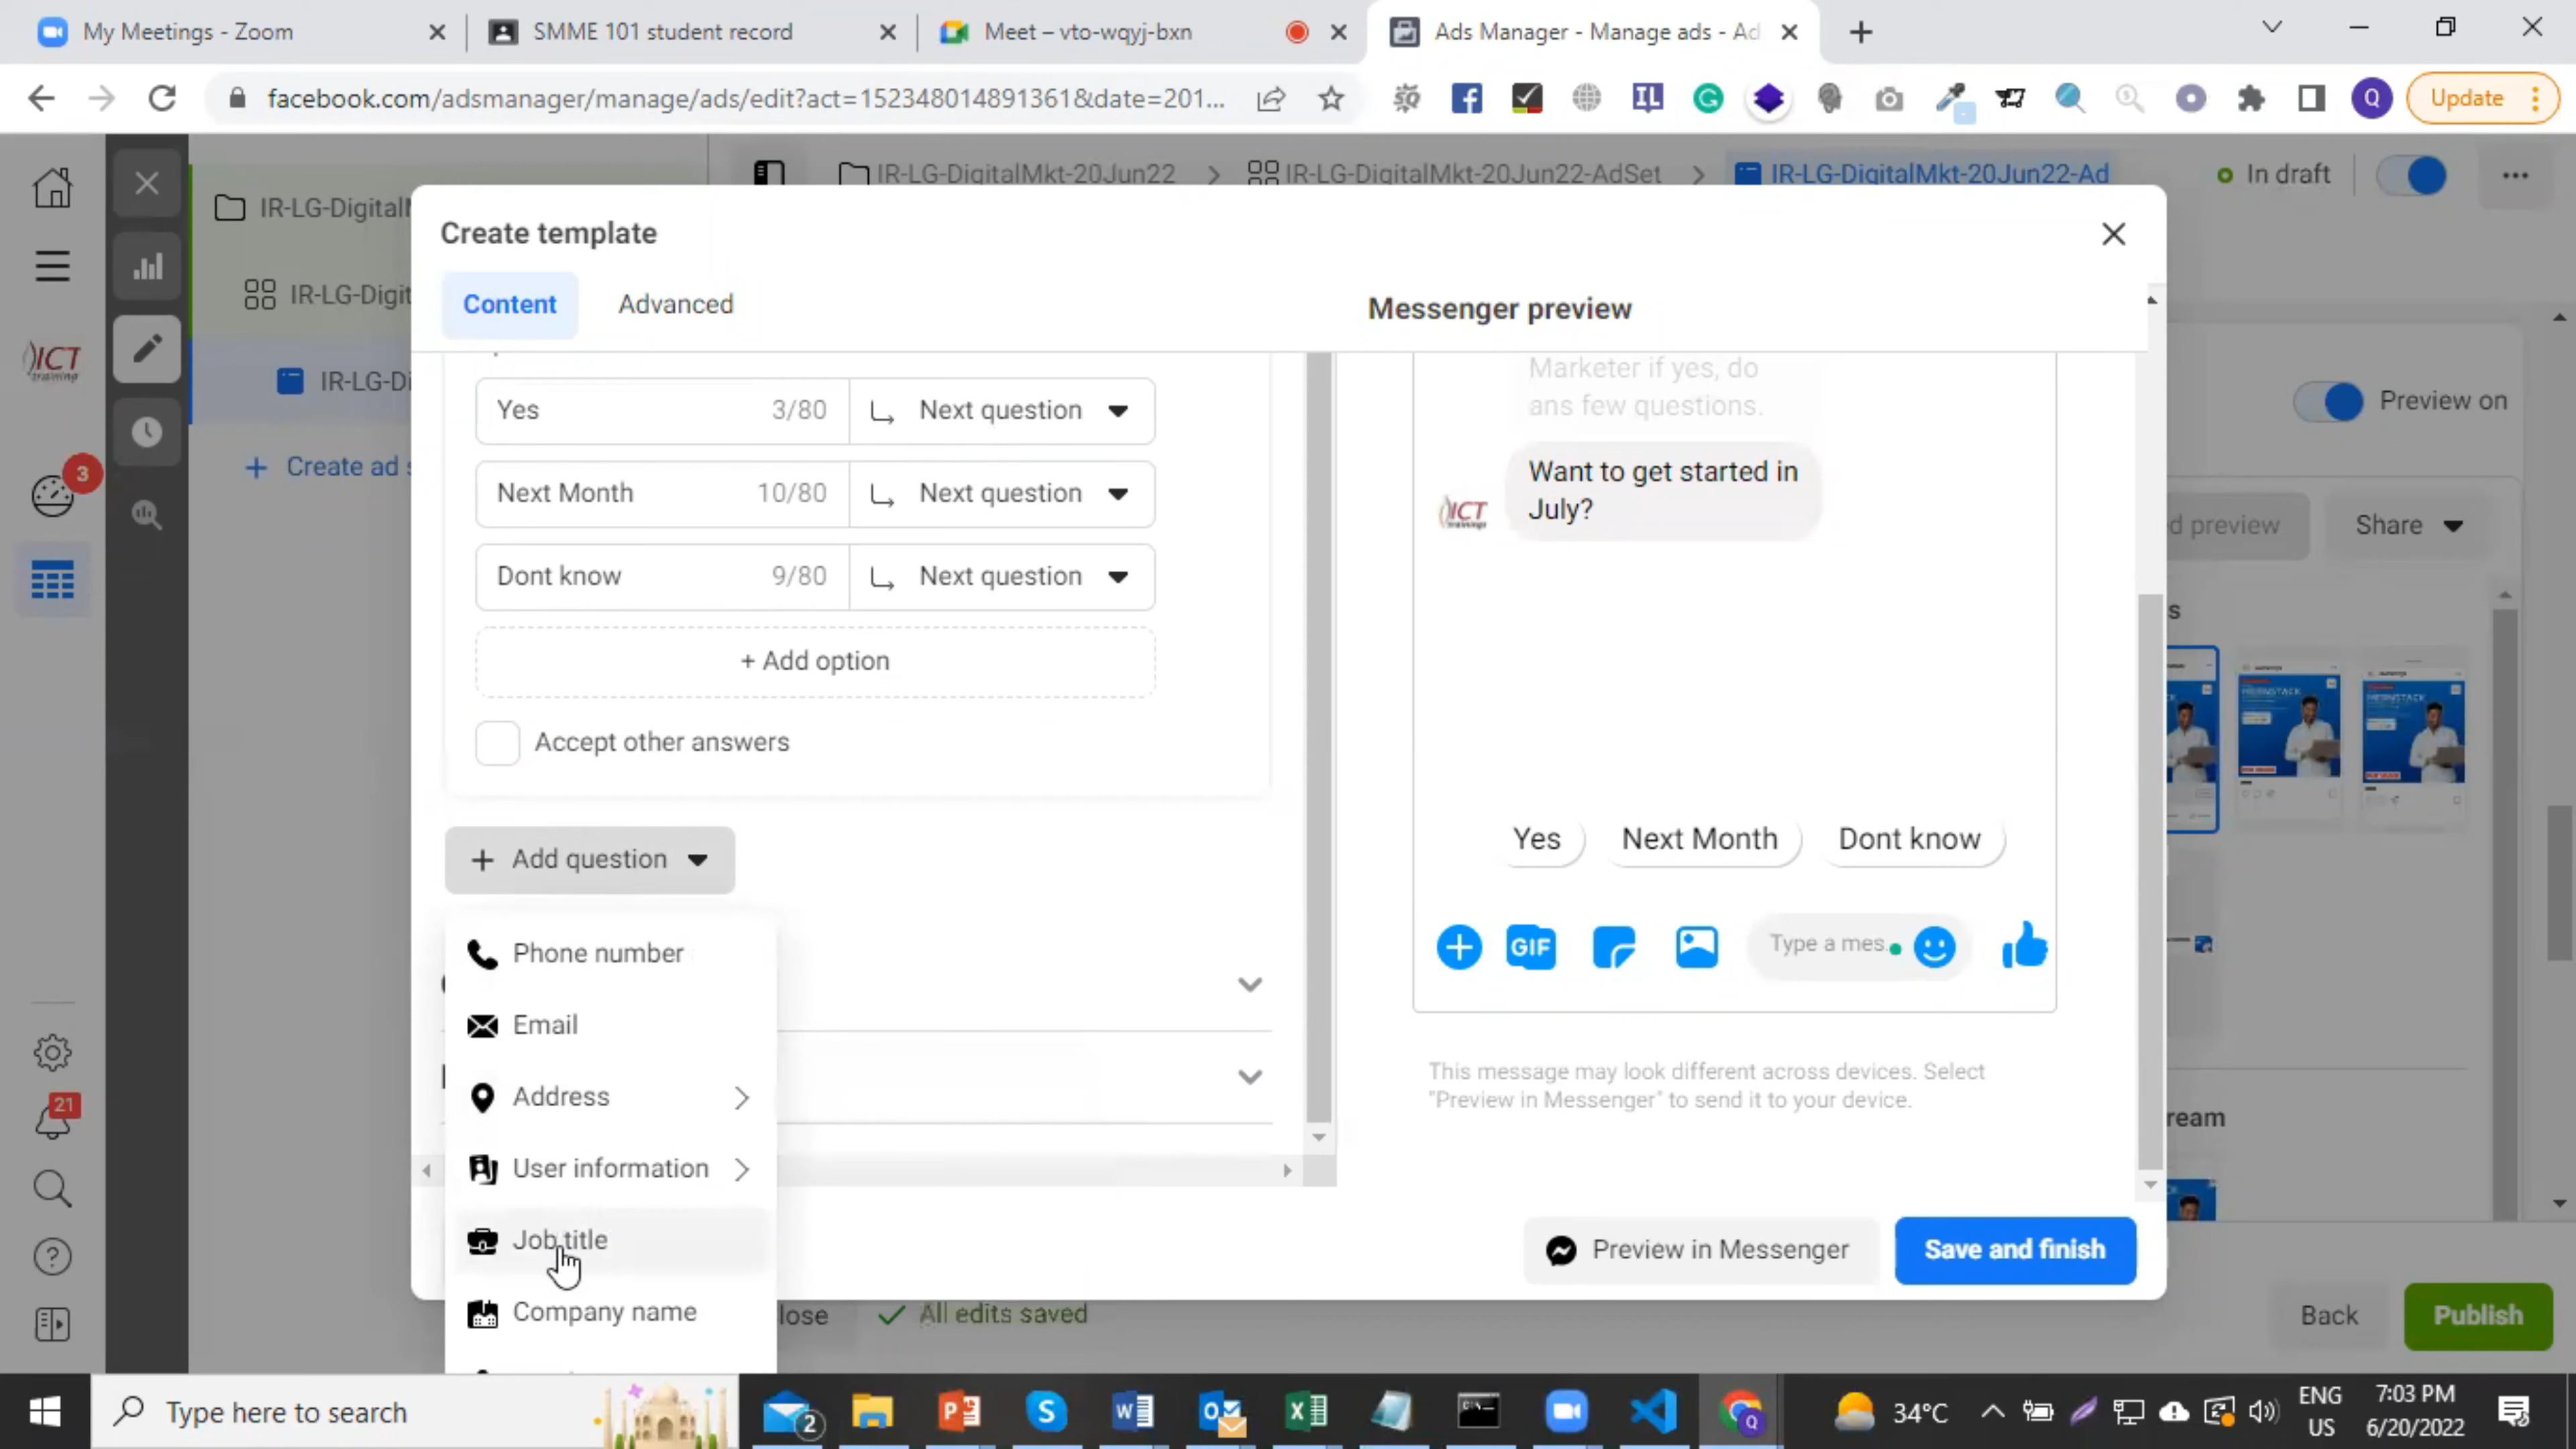 My Meetings - Zoom
SMME 101 student record
Meet – vto-wqyj-bxn
Ads Manager - Manage ads - Ad
facebook.com/adsmanager/manage/ads/edit?act=152348014891361&date=201...
Update
IR-LG-DigitalMkt-20Jun22
IR-LG-DigitalMkt-20Jun22-AdSet
IR-LG-DigitalMkt-20Jun22-Ad
In draft
IR-LG-Digital
IR-LG-Digit
IR-LG-Di
Create ad s
3
21
Create template
Content
Advanced
Messenger preview
Yes 3/80 Next question
Next Month 10/80 Next question
Dont know 9/80 Next question
+ Add option
Accept other answers
+ Add question
Phone number
Email
Address
User information
Job title
Company name
Marketer if yes, do
ans few questions.
Want to get started in
July?
ICT
Yes
Next Month
Dont know
GIF
Type a mes...
This message may look different across devices. Select
"Preview in Messenger" to send it to your device.
Preview in Messenger
Save and finish
Preview on
d preview
Share
s
ream
lose
All edits saved
Back
Publish
Type here to search
2
34°C
ENG
US
7:03 PM
6/20/2022